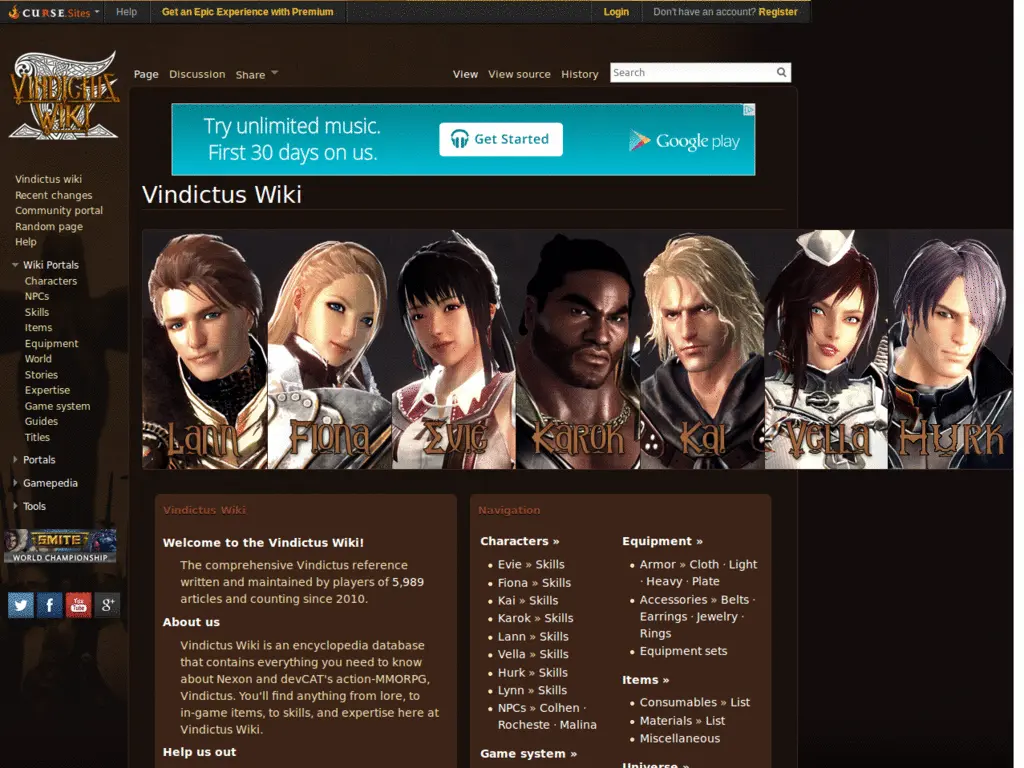 CURSE.Sites Help Get an Epic Experience with Premium Login Don't have an account? Register
VINDICTUS
WIKI
Page Discussion Share View View source History Search
Try unlimited music.
First 30 days on us.
Get Started
Google play
Vindictus Wiki
Vindictus wiki
Recent changes
Community portal
Random page
Help
Wiki Portals
Characters
NPCs
Skills
Items
Equipment
World
Stories
Expertise
Game system
Guides
Titles
Portals
Gamepedia
Tools
SMITE
WORLD CHAMPIONSHIP
You
Tube
g+
Lann Fiona Evie Karok Kai Vella Hurk
Vindictus Wiki
Welcome to the Vindictus Wiki!
The comprehensive Vindictus reference
written and maintained by players of 5,989
articles and counting since 2010.
About us
Vindictus Wiki is an encyclopedia database
that contains everything you need to know
about Nexon and devCAT's action-MMORPG,
Vindictus. You'll find anything from lore, to
in-game items, to skills, and expertise here at
Vindictus Wiki.
Help us out
Navigation
Characters »
Evie » Skills
Fiona » Skills
Kai » Skills
Karok » Skills
Lann » Skills
Vella » Skills
Hurk » Skills
Lynn » Skills
NPCs » Colhen ·
Rocheste · Malina
Game system »
Equipment »
Armor » Cloth · Light
· Heavy · Plate
Accessories » Belts ·
Earrings · Jewelry ·
Rings
Equipment sets
Items »
Consumables » List
Materials » List
Miscellaneous
Universe »